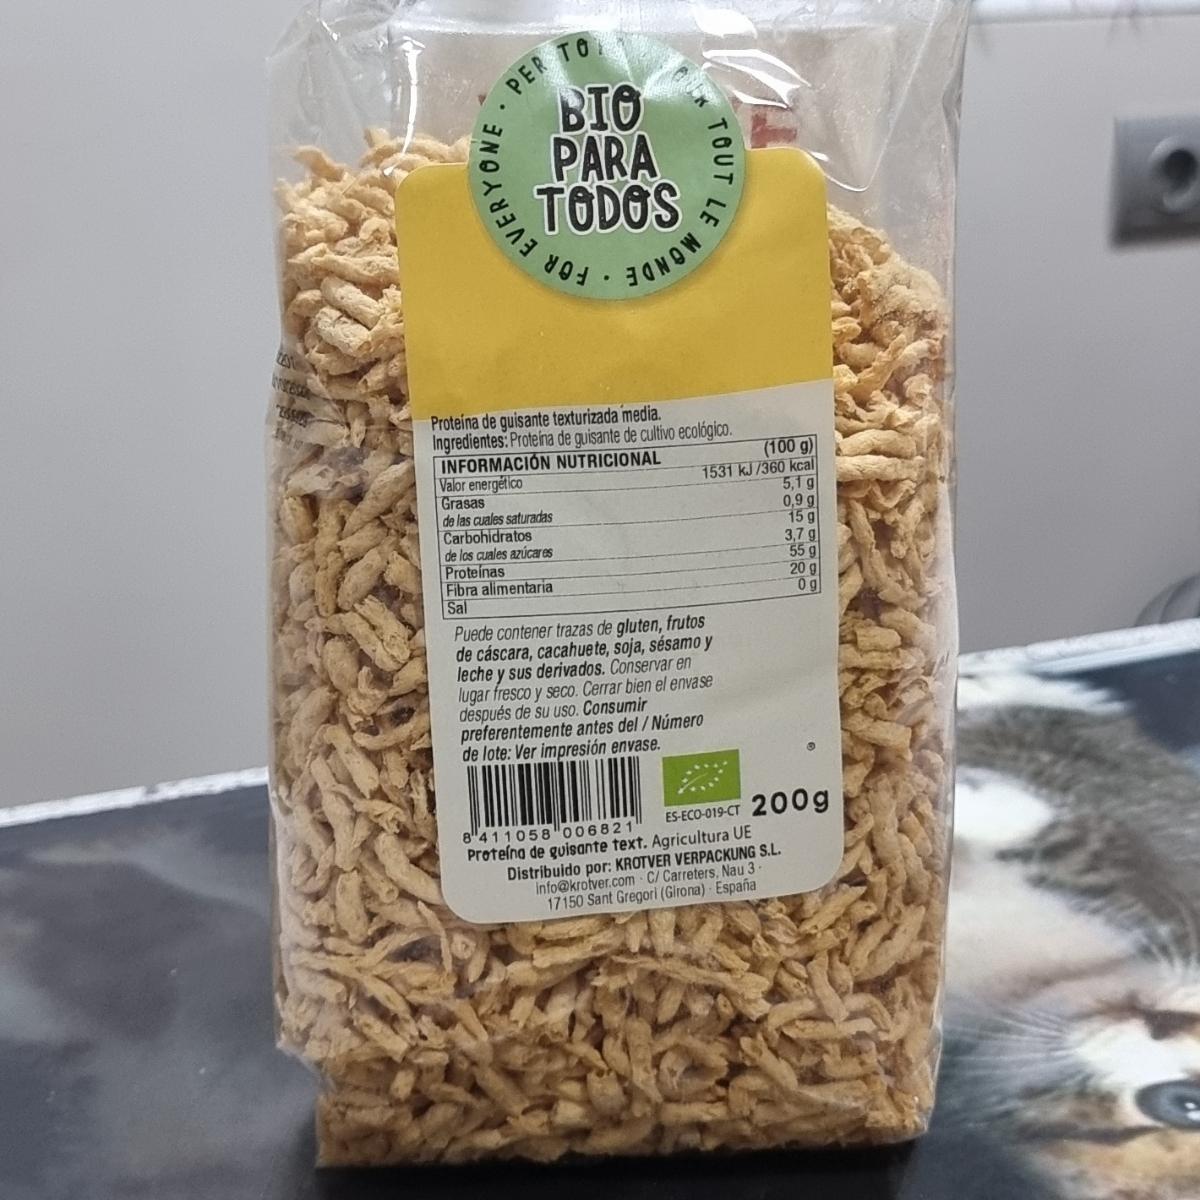 FOR EVERYONE · PER TOUR TOUT LE MONDE ·
BIO
PARA
TODOS
Proteína de guisante texturizada media.
Ingredientes: Proteína de guisante de cultivo ecológico.
INFORMACIÓN NUTRICIONAL (100 g)
Valor energético 1531 kJ /360 kcal
Grasas 5,1 g
de las cuales saturadas 0,9 g
Carbohidratos 15 g
de los cuales azúcares 3,7 g
Proteínas 55 g
Fibra alimentaria 20 g
Sal 0 g
Puede contener trazas de gluten, frutos
de cáscara, cacahuete, soja, sésamo y
leche y sus derivados. Conservar en
lugar fresco y seco. Cerrar bien el envase
después de su uso. Consumir
preferentemente antes del / Número
de lote: Ver impresión envase.
8 411058 006821
ES-ECO-019-CT
200g
Proteína de guisante text. Agricultura UE
Distribuido por: KROTVER VERPACKUNG S.L.
info@krotver.com · C/ Carreters, Nau 3 ·
17150 Sant Gregori (Girona) · España